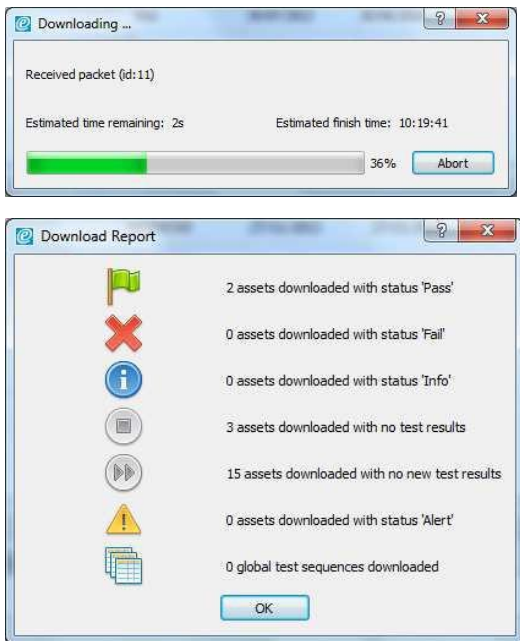 Downloading ...
Received packet (id:11)
Estimated time remaining: 2s Estimated finish time: 10:19:41
36% Abort
Download Report
2 assets downloaded with status 'Pass'
0 assets downloaded with status 'Fail'
0 assets downloaded with status 'Info'
3 assets downloaded with no test results
15 assets downloaded with no new test results
0 assets downloaded with status 'Alert'
0 global test sequences downloaded
OK